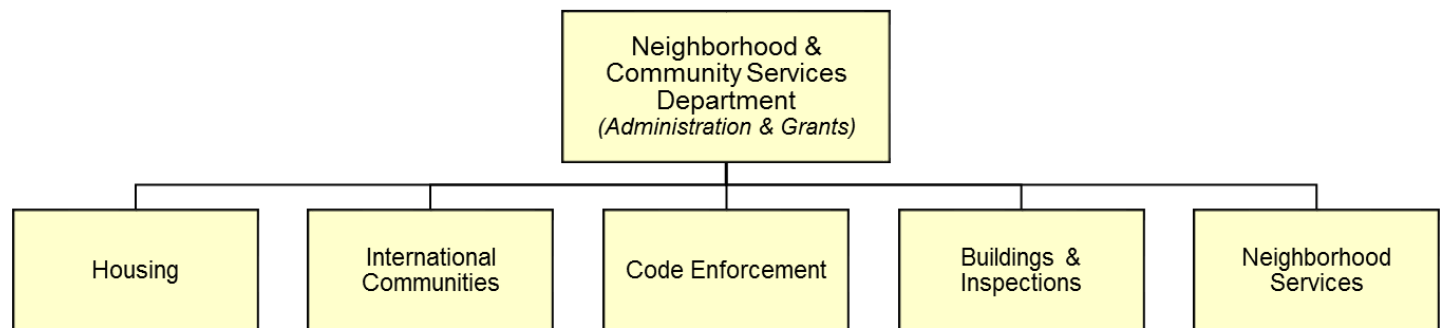 Neighborhood &
Community Services
Department
(Administration & Grants)
Housing
International
Communities
Code Enforcement
Buildings &
Inspections
Neighborhood
Services